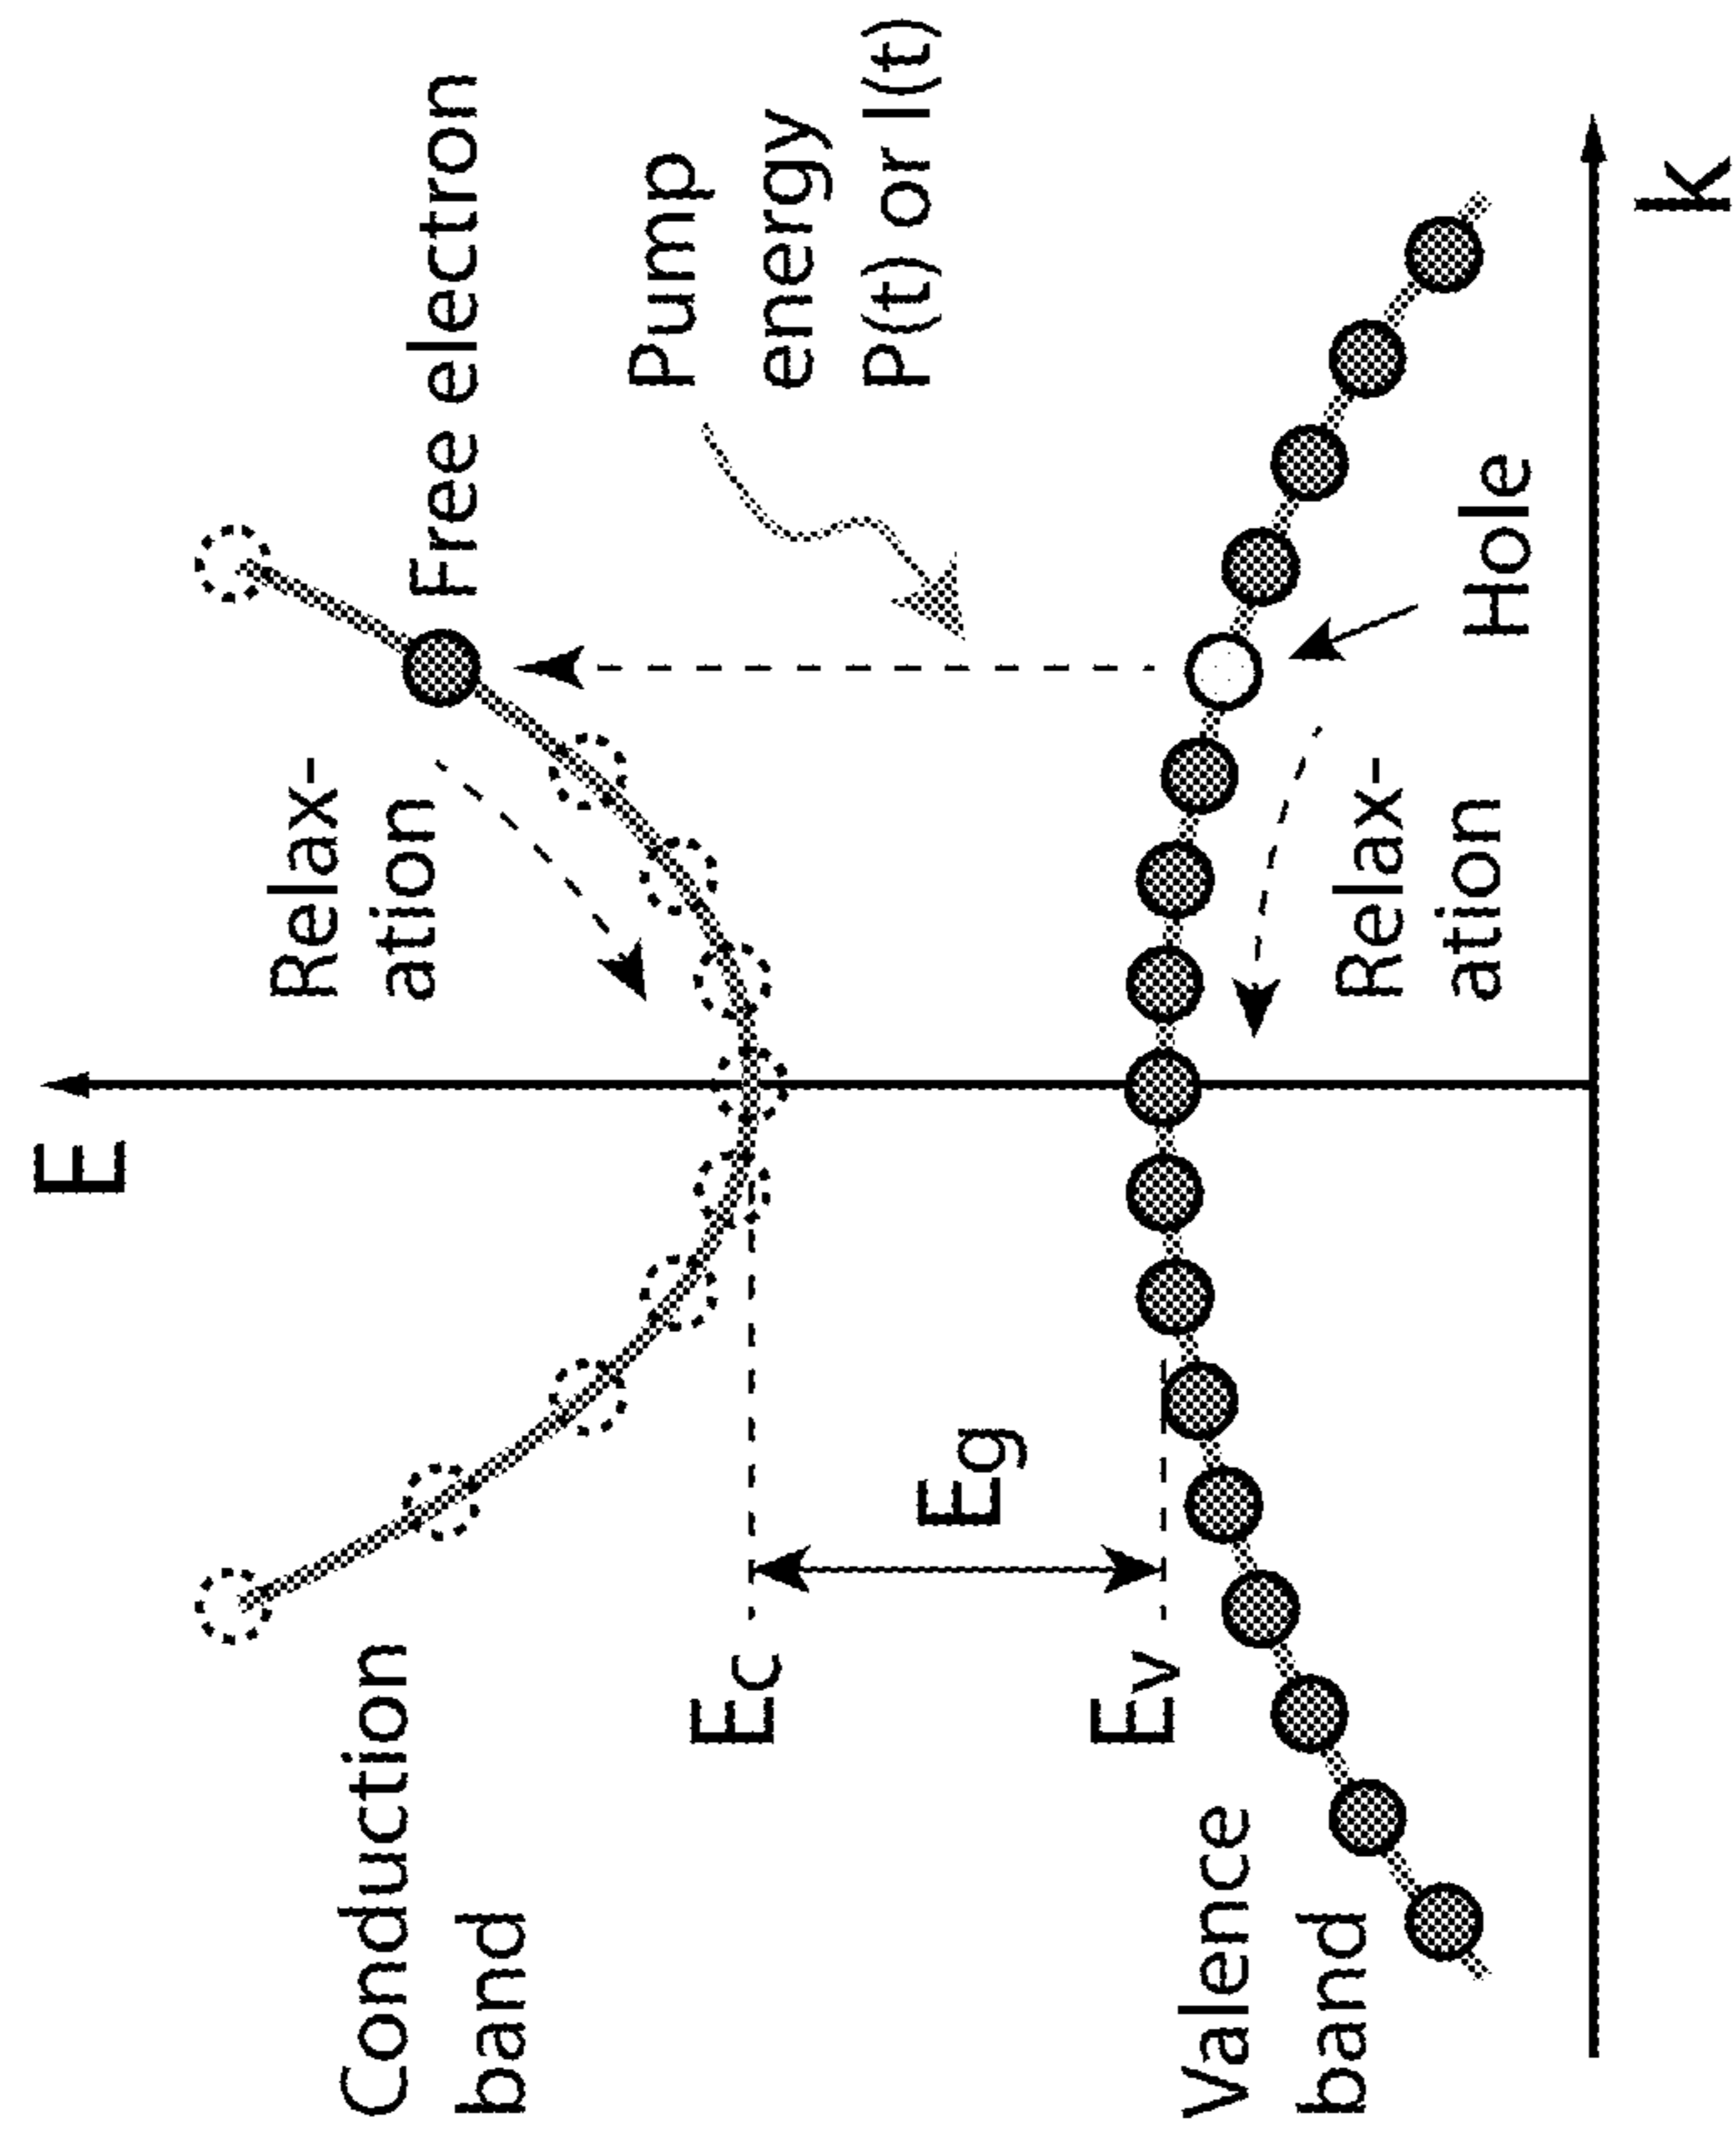 E
Conduction
band
Relax-
ation
Free electron
Pump
energy
P(t) or I(t)
Ec
Eg
Ev
Valence
band
Relax-
ation
Hole
k